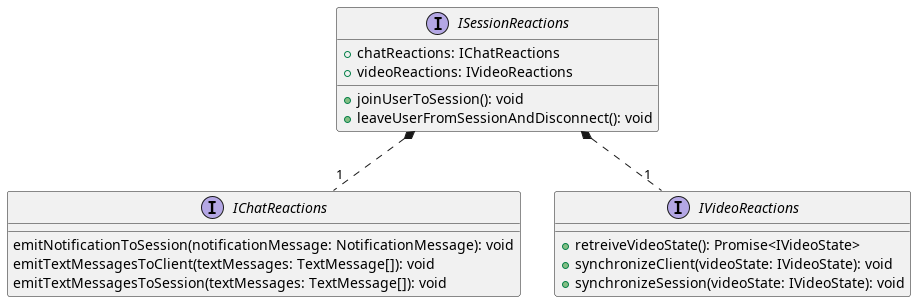 I ISessionReactions
chatReactions: IChatReactions
videoReactions: IVideoReactions
joinUserToSession(): void
leaveUserFromSessionAndDisconnect(): void
1
1
I IChatReactions
emitNotificationToSession(notificationMessage: NotificationMessage): void
emitTextMessagesToClient(textMessages: TextMessage[]): void
emitTextMessagesToSession(textMessages: TextMessage[]): void
I IVideoReactions
retreiveVideoState(): Promise<IVideoState>
synchronizeClient(videoState: IVideoState): void
synchronizeSession(videoState: IVideoState): void